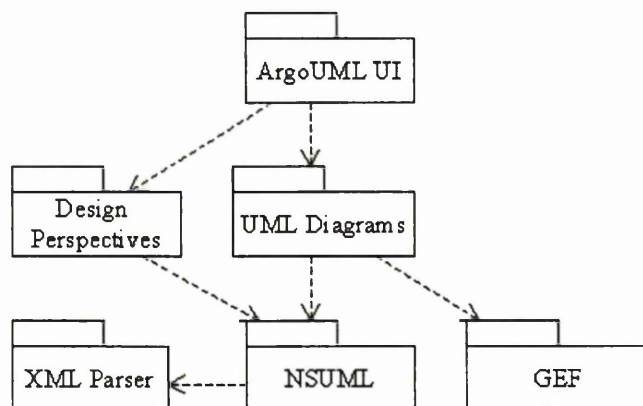 ArgoUML UI
Design
Perspectives
UML Diagrams
XML Parser
NSUML
GEF